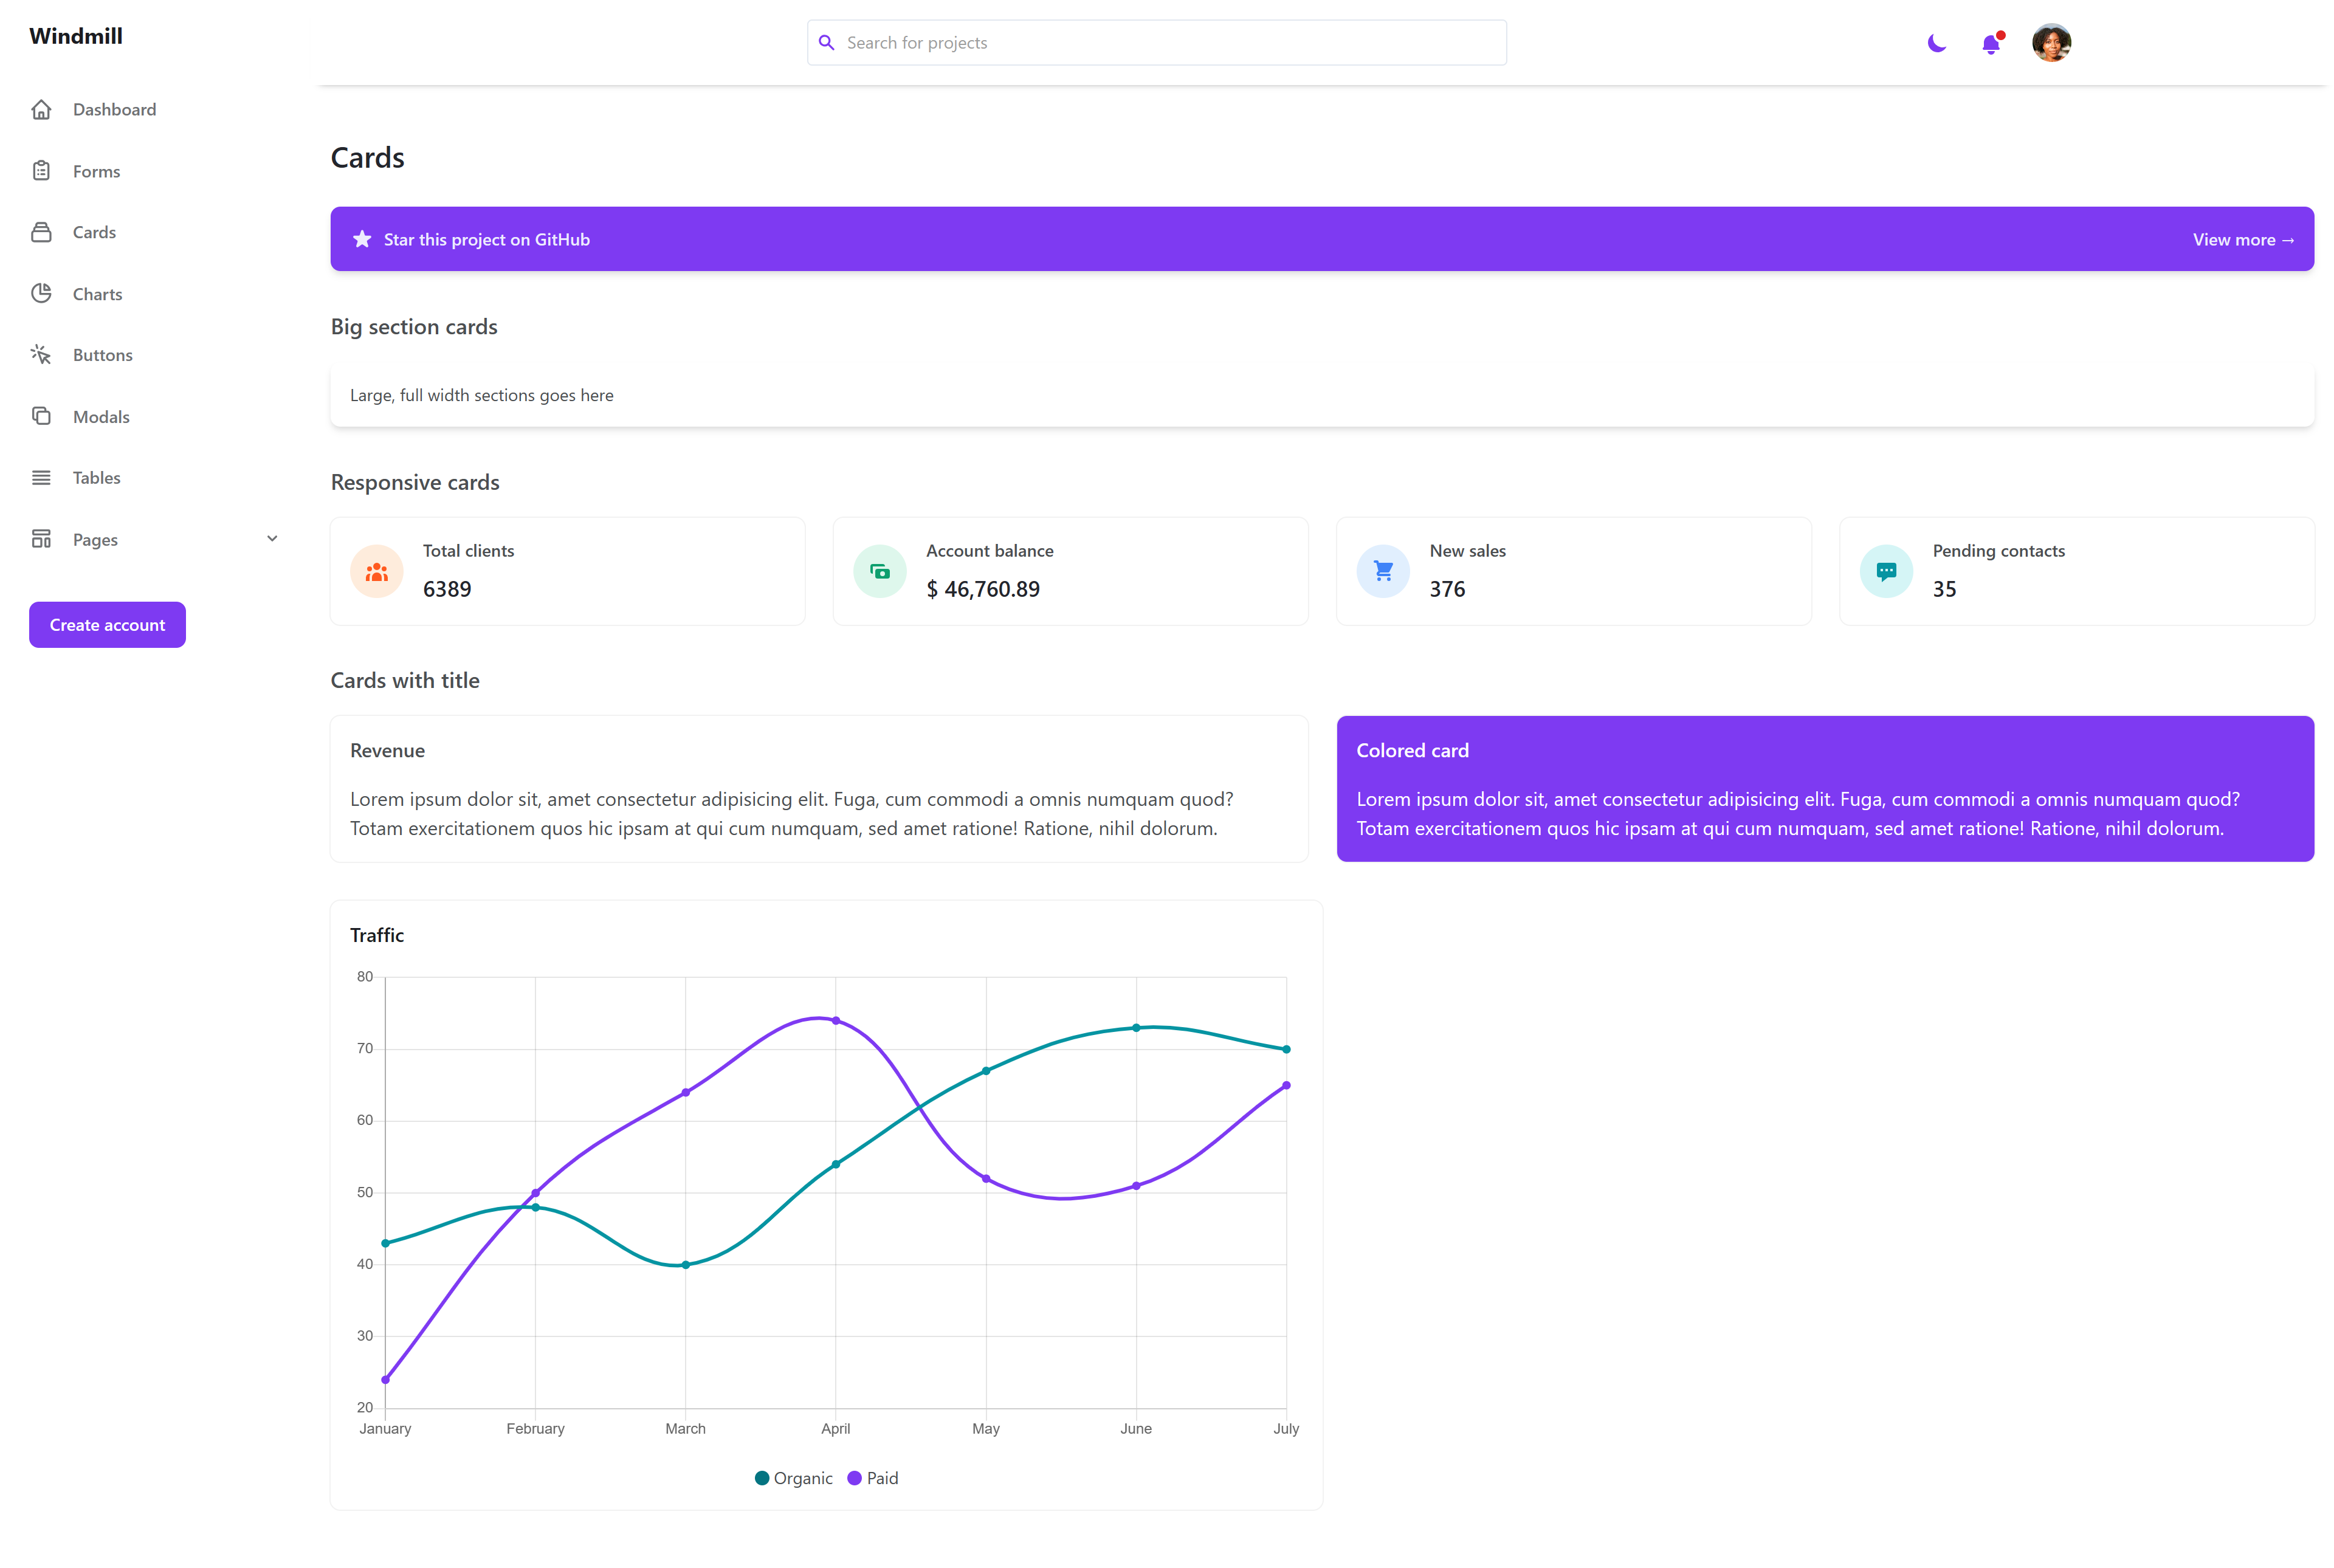 Windmill
Search for projects
Dashboard
Forms
Cards
Charts
Buttons
Modals
Tables
Pages
Create account
Cards
Star this project on GitHub
View more →
Big section cards
Large, full width sections goes here
Responsive cards
Total clients
6389
Account balance
$ 46,760.89
New sales
376
Pending contacts
35
Cards with title
Revenue
Lorem ipsum dolor sit, amet consectetur adipisicing elit. Fuga, cum commodi a omnis numquam quod?
Totam exercitationem quos hic ipsam at qui cum numquam, sed amet ratione! Ratione, nihil dolorum.
Colored card
Lorem ipsum dolor sit, amet consectetur adipisicing elit. Fuga, cum commodi a omnis numquam quod?
Totam exercitationem quos hic ipsam at qui cum numquam, sed amet ratione! Ratione, nihil dolorum.
Traffic
80
70
60
50
40
30
20
January February March April May June July
Organic Paid